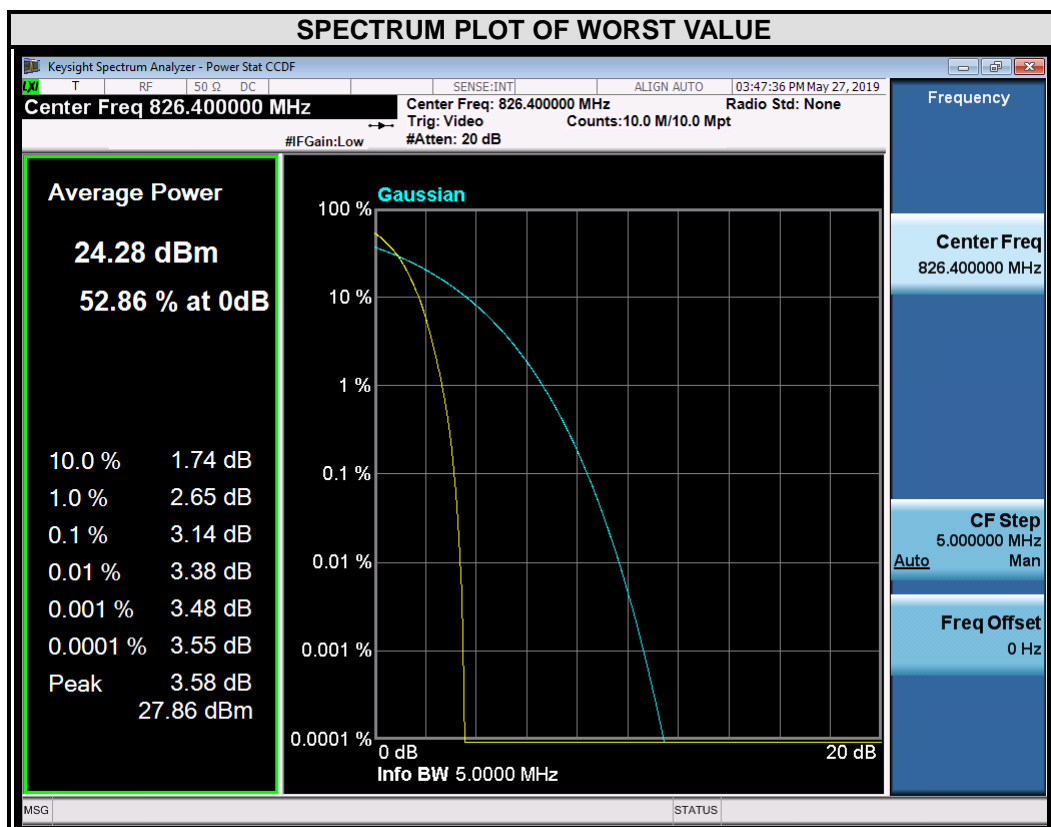 SPECTRUM PLOT OF WORST VALUE
Keysight Spectrum Analyzer - Power Stat CCDF
LXI T RF 50 Ω DC SENSE:INT ALIGN AUTO 03:47:36 PM May 27, 2019
Center Freq 826.400000 MHz
Center Freq: 826.400000 MHz Radio Std: None
Trig: Video Counts:10.0 M/10.0 Mpt
#IFGain:Low #Atten: 20 dB
Frequency
Average Power
24.28 dBm
52.86 % at 0dB
10.0 % 1.74 dB
1.0 % 2.65 dB
0.1 % 3.14 dB
0.01 % 3.38 dB
0.001 % 3.48 dB
0.0001 % 3.55 dB
Peak 3.58 dB
27.86 dBm
Gaussian
100 %
10 %
1 %
0.1 %
0.01 %
0.001 %
0.0001 %
0 dB 20 dB
Info BW 5.0000 MHz
Center Freq
826.400000 MHz
CF Step
5.000000 MHz
Auto Man
Freq Offset
0 Hz
MSG STATUS